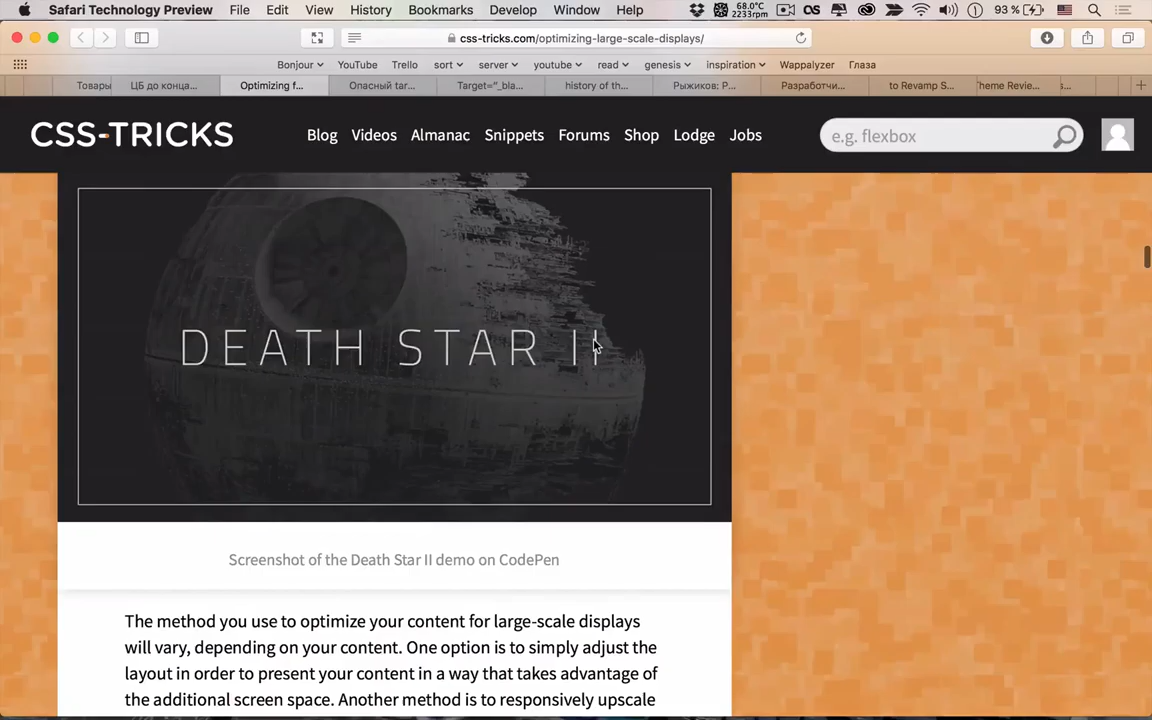 Safari Technology Preview File Edit View History Bookmarks Develop Window Help 68.0°C 2233rpm 93 %
css-tricks.com/optimizing-large-scale-displays/
Bonjour YouTube Trello sort server youtube read genesis inspiration Wappalyzer Глаза
Товары ЦБ до конца... Optimizing f... Опасный tar... Target="_bla... history of th... Рыжиков: Р... Разработчи... to Revamp S... heme Revie... s...
CSS-TRICKS Blog Videos Almanac Snippets Forums Shop Lodge Jobs e.g. flexbox
DEATH STAR II
Screenshot of the Death Star II demo on CodePen
The method you use to optimize your content for large-scale displays
will vary, depending on your content. One option is to simply adjust the
layout in order to present your content in a way that takes advantage of
the additional screen space. Another method is to responsively upscale